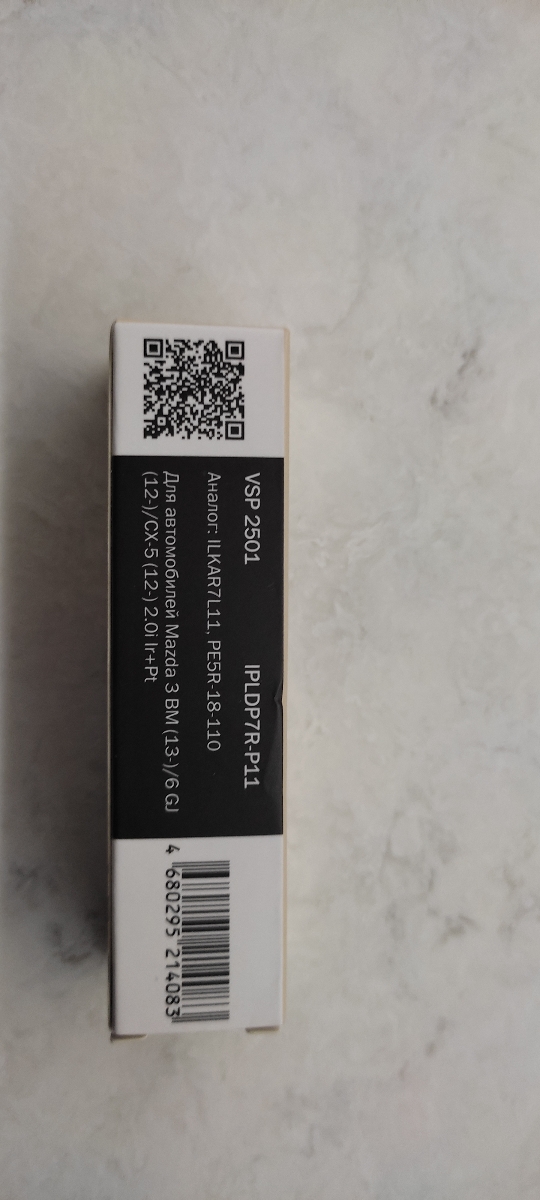 VSP 2501 IPLDP7R-P11
Аналог: ILKAR7L11, PE5R-18-110
Для автомобилей Mazda 3 BM (13-)/6 GJ
(12-)/CX-5 (12-) 2.0i Ir+Pt
4 680295 214083